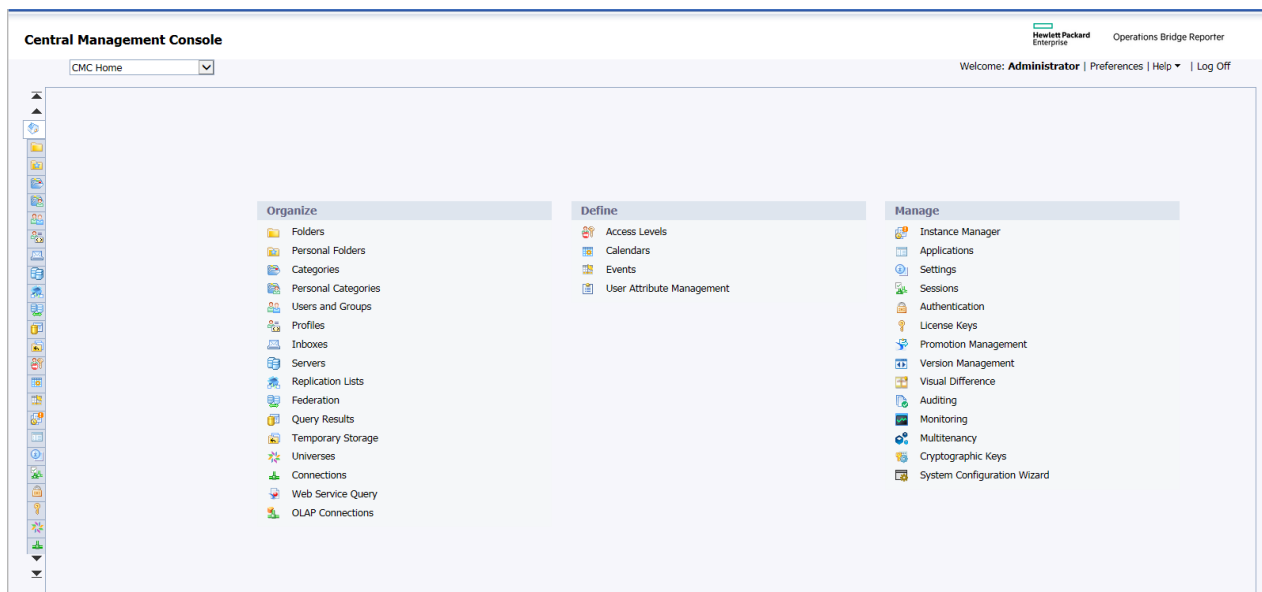 Central Management Console
Hewlett Packard
Enterprise
Operations Bridge Reporter
CMC Home
Welcome: Administrator | Preferences | Help | Log Off
Organize
Folders
Personal Folders
Categories
Personal Categories
Users and Groups
Profiles
Inboxes
Servers
Replication Lists
Federation
Query Results
Temporary Storage
Universes
Connections
Web Service Query
OLAP Connections
Define
Access Levels
Calendars
Events
User Attribute Management
Manage
Instance Manager
Applications
Settings
Sessions
Authentication
License Keys
Promotion Management
Version Management
Visual Difference
Auditing
Monitoring
Multitenancy
Cryptographic Keys
System Configuration Wizard